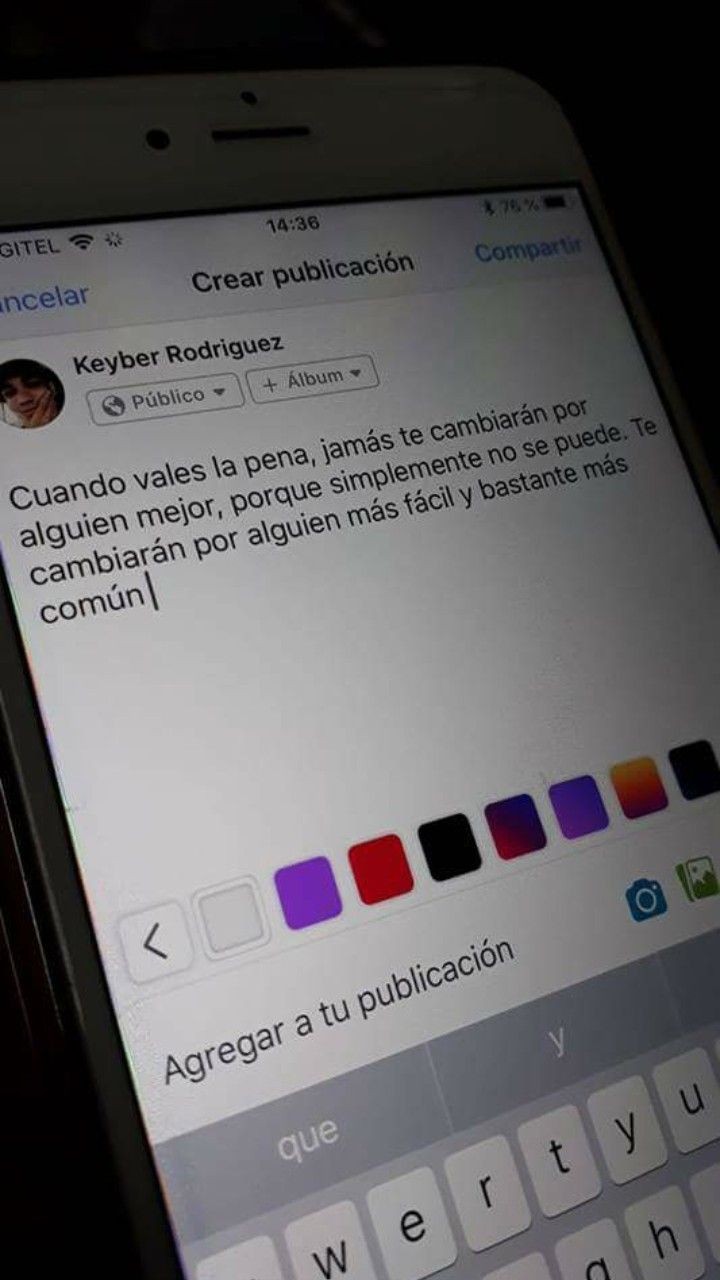 GITEL 14:36 76 %
ncelar Crear publicación Compartir
Keyber Rodriguez
Público + Álbum
Cuando vales la pena, jamás te cambiarán por
alguien mejor, porque simplemente no se puede. Te
cambiarán por alguien más fácil y bastante más
común
Agregar a tu publicación
que y
w e r t y u
h